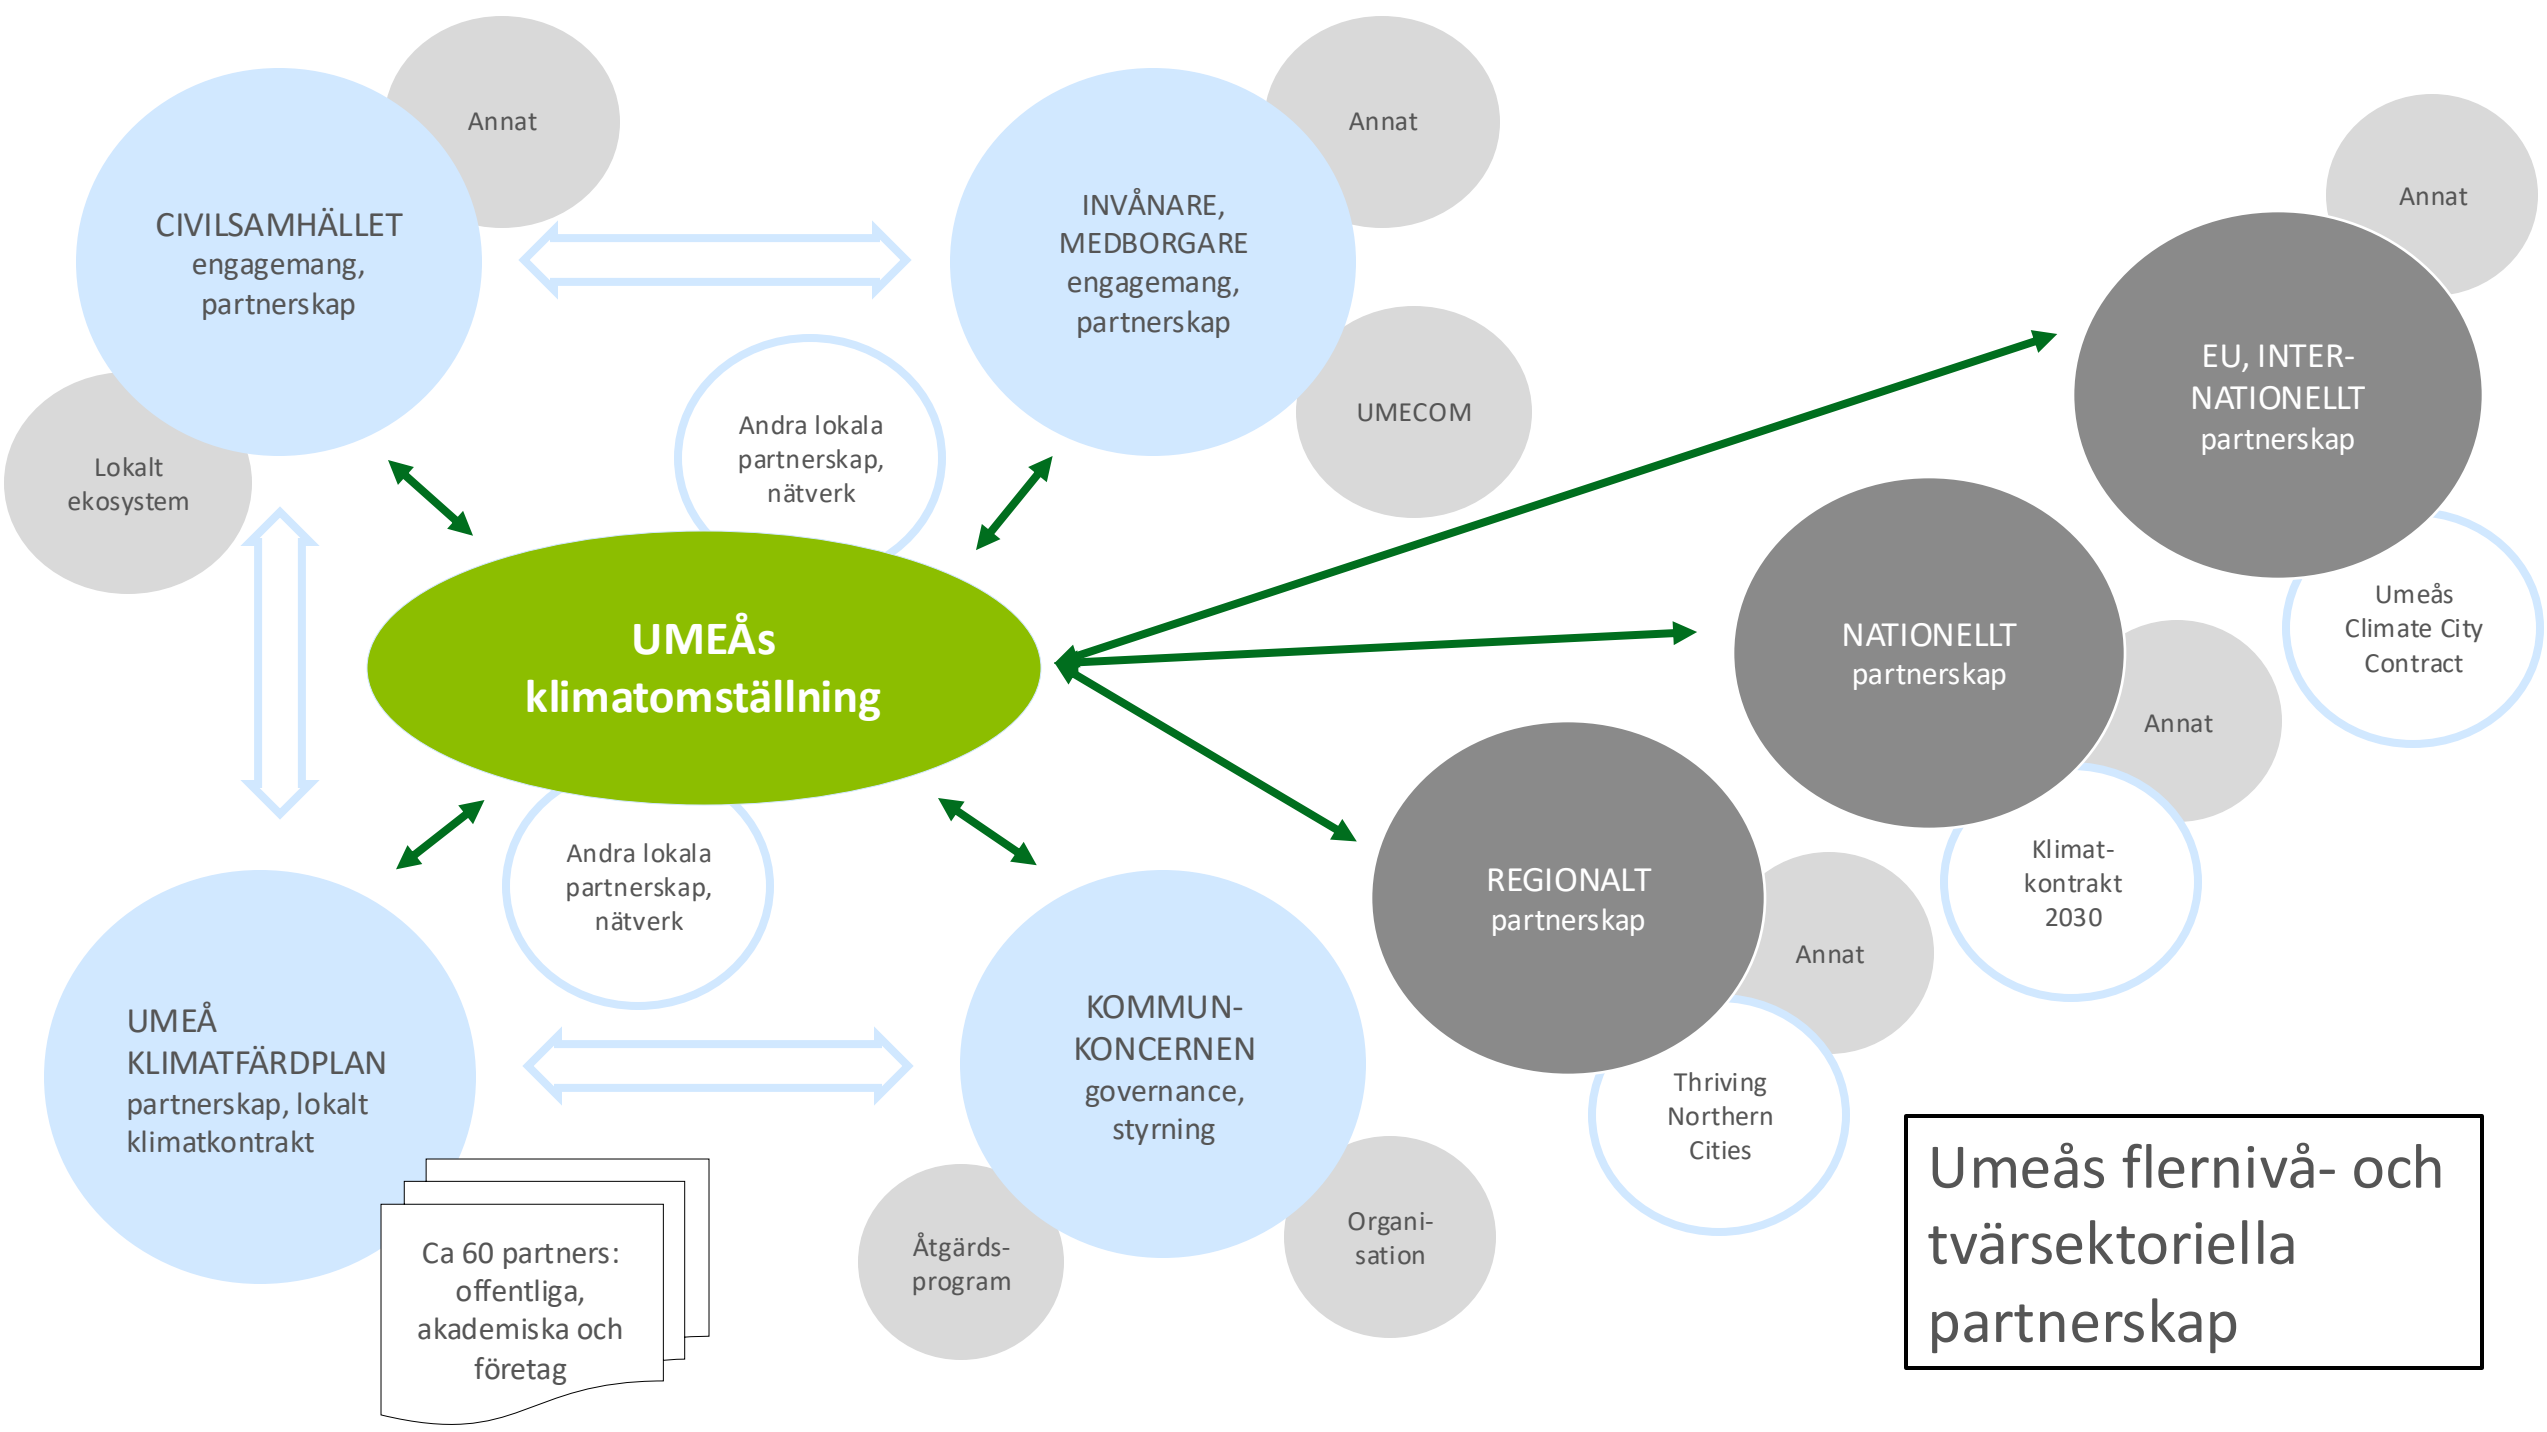 Annat
CIVILSAMHÄLLET
engagemang,
partnerskap
Lokalt
ekosystem
Annat
INVÅNARE,
MEDBORGARE
engagemang,
partnerskap
UMECOM
Andra lokala
partnerskap,
nätverk
UMEÅs
klimatomställning
Andra lokala
partnerskap,
nätverk
UMEÅ
KLIMATFÄRDPLAN
partnerskap, lokalt
klimatkontrakt
Ca 60 partners:
offentliga,
akademiska och
företag
KOMMUN-
KONCERNEN
governance,
styrning
Åtgärds-
program
Organi-
sation
Annat
EU, INTER-
NATIONELLT
partnerskap
Umeås
Climate City
Contract
NATIONELLT
partnerskap
Annat
Klimat-
kontrakt
2030
REGIONALT
partnerskap
Annat
Thriving
Northern
Cities
Umeås flernivå- och
tvärsektoriella
partnerskap